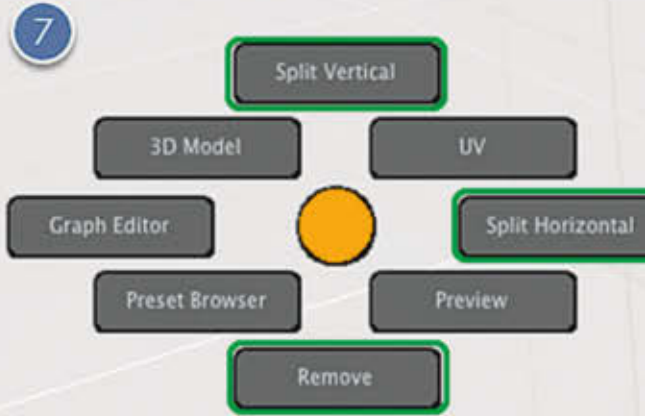 7
Split Vertical
3D Model
UV
Graph Editor
Split Horizontal
Preset Browser
Preview
Remove